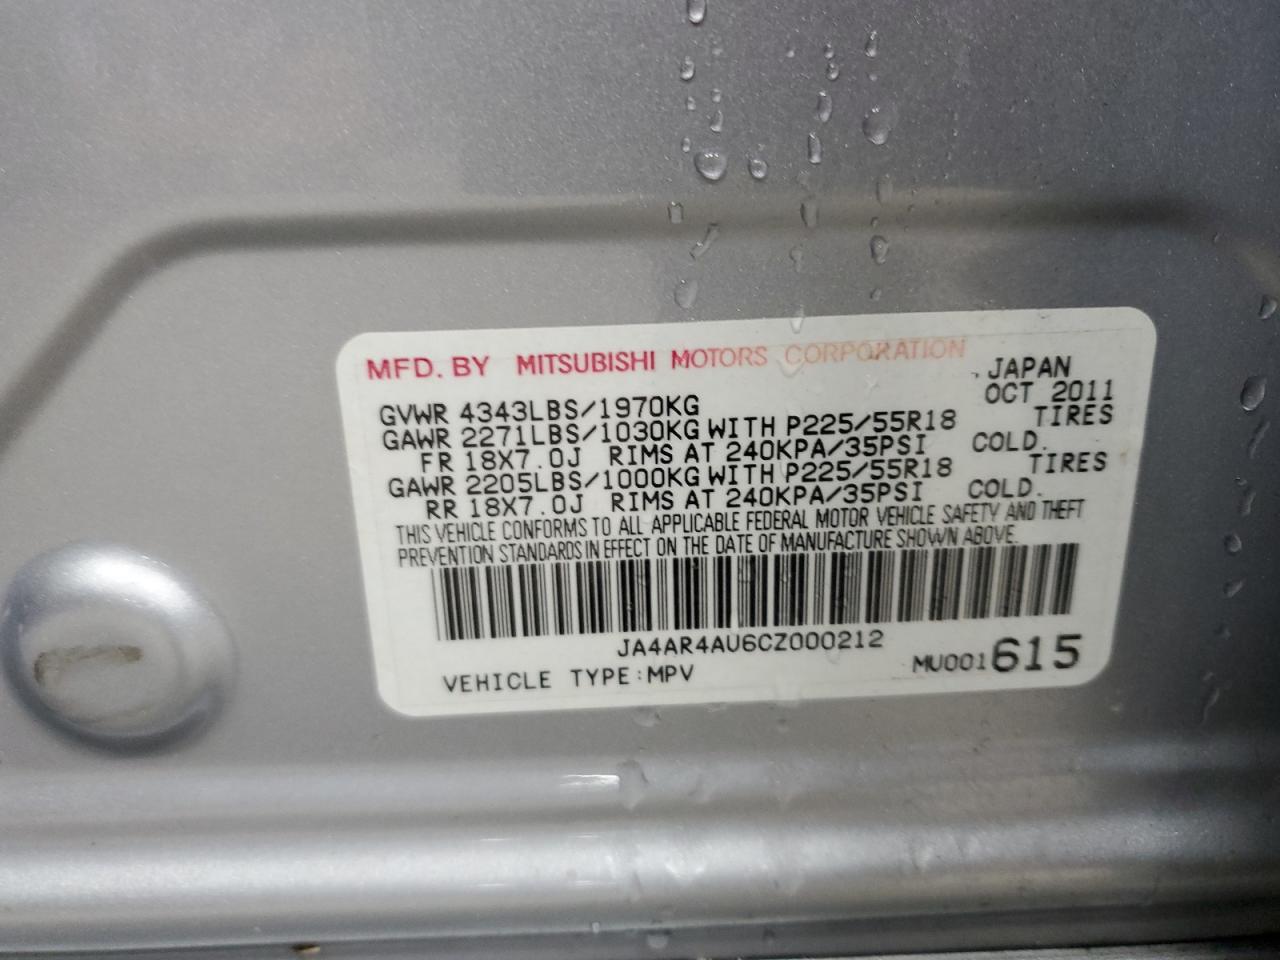 MFD. BY MITSUBISHI MOTORS CORPORATION JAPAN
GVWR 4343LBS/1970KG OCT 2011
GAWR 2271LBS/1030KG WITH P225/55R18 TIRES
FR 18X7.0J RIMS AT 240KPA/35PSI COLD.
GAWR 2205LBS/1000KG WITH P225/55R18 TIRES
RR 18X7.0J RIMS AT 240KPA/35PSI COLD.
THIS VEHICLE CONFORMS TO ALL APPLICABLE FEDERAL MOTOR VEHICLE SAFETY AND THEFT
PREVENTION STANDARDS IN EFFECT ON THE DATE OF MANUFACTURE SHOWN ABOVE.
JA4AR4AU6CZ000212
VEHICLE TYPE:MPV MU001615